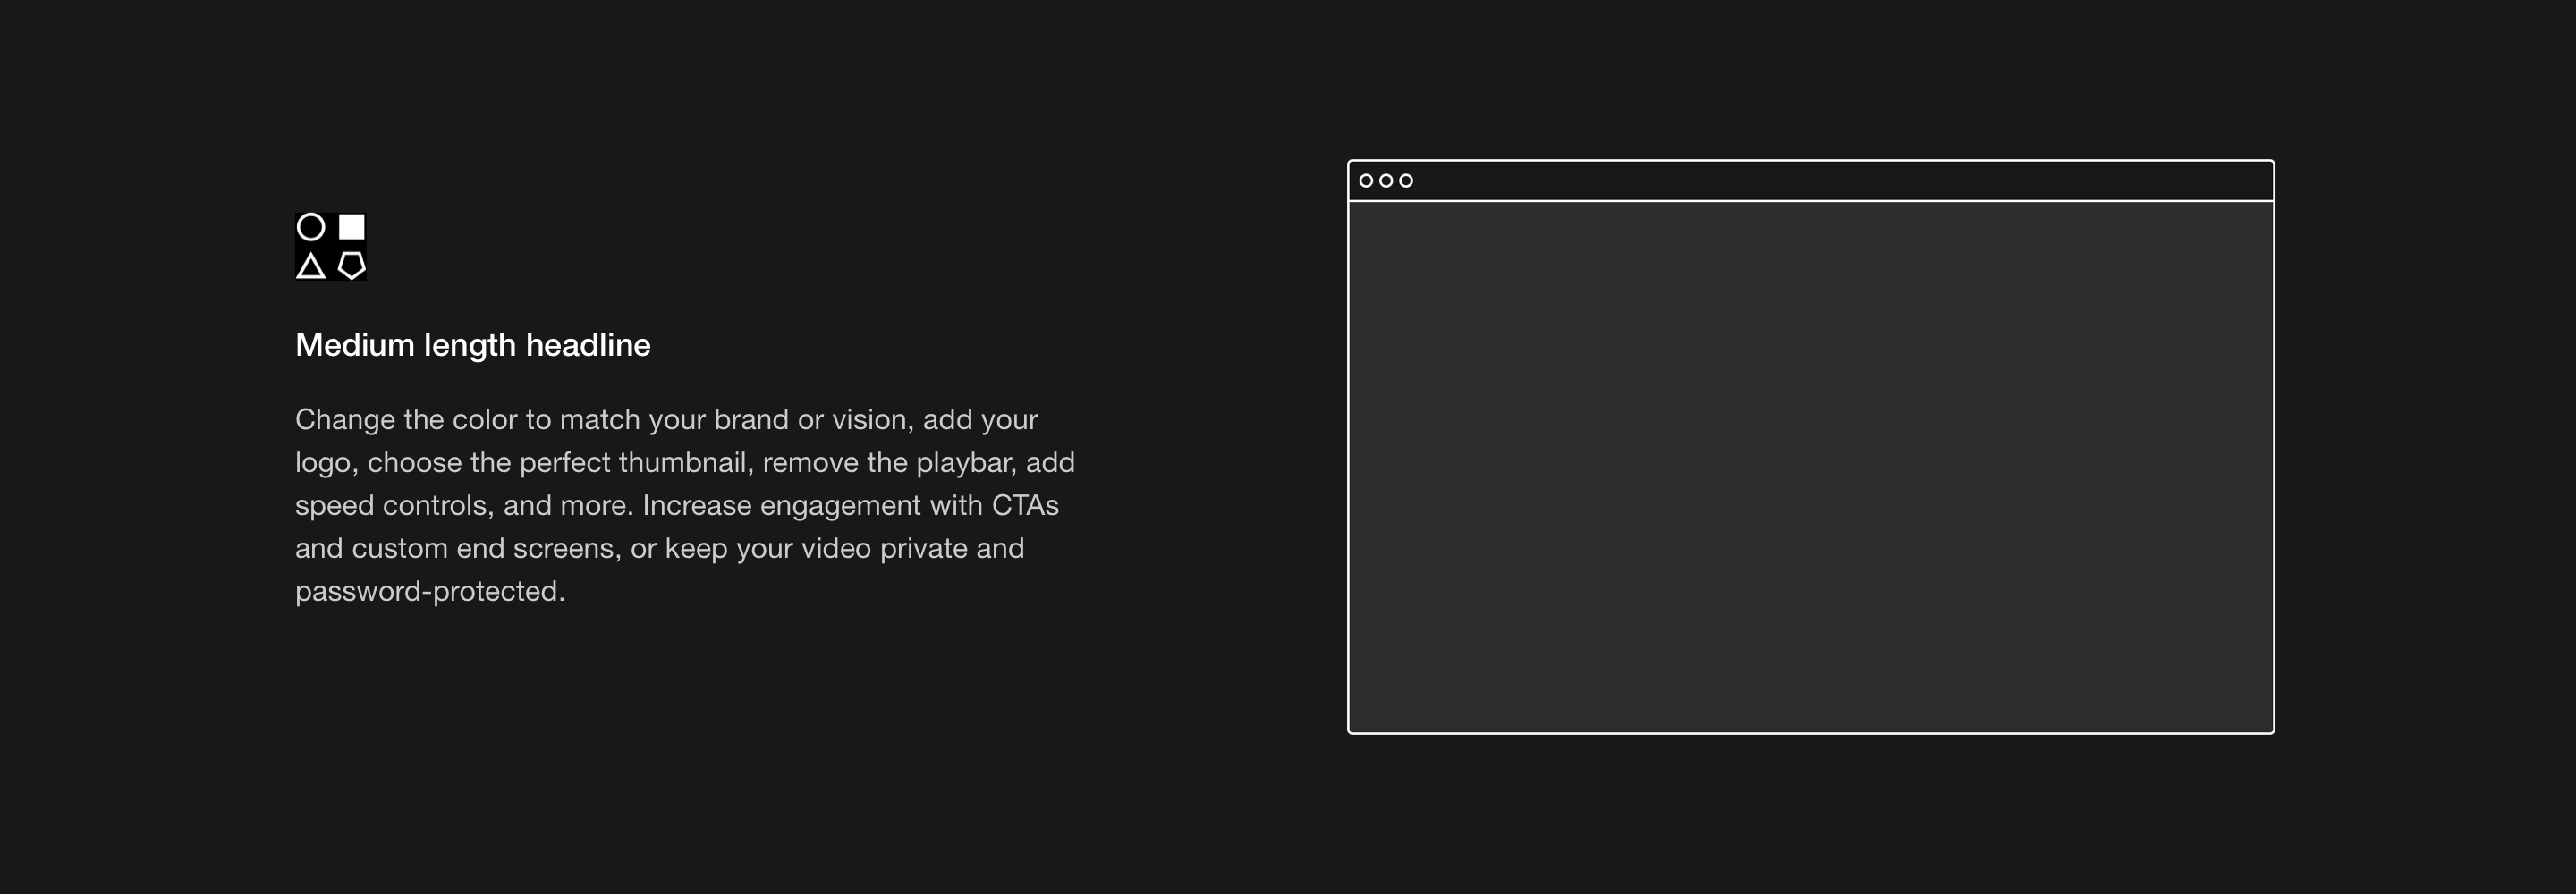 Medium length headline
Change the color to match your brand or vision, add your
logo, choose the perfect thumbnail, remove the playbar, add
speed controls, and more. Increase engagement with CTAs
and custom end screens, or keep your video private and
password-protected.